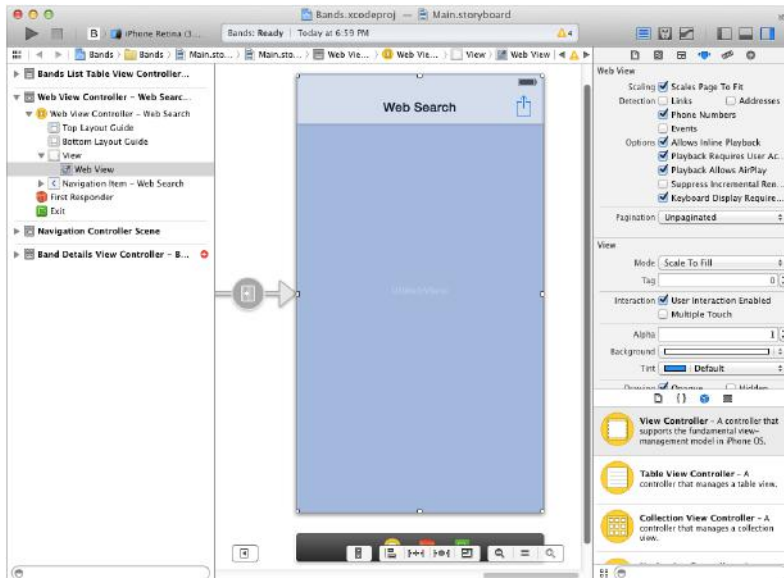 Bands.xcodeproj — Main.storyboard
B iPhone Retina (3...
Bands: Ready Today at 6:59 PM
4
Bands Bands Main.sto... Main.sto... Web Vie... Web Vie... View Web View
Bands List Table View Controller...
Web View Controller – Web Searc...
Web View Controller – Web Search
Top Layout Guide
Bottom Layout Guide
View
Web View
Navigation Item – Web Search
First Responder
Exit
Navigation Controller Scene
Band Details View Controller – B...
Web Search
UIWebView
Web View
Scaling Scales Page To Fit
Detection Links Addresses
Phone Numbers
Events
Options Allows Inline Playback
Playback Requires User Ac...
Playback Allows AirPlay
Suppress Incremental Ren...
Keyboard Display Require...
Pagination Unpaginated
View
Mode Scale To Fill
Tag 0
Interaction User Interaction Enabled
Multiple Touch
Alpha 1
Background
Tint Default
Drawing Opaque Hidden
View Controller – A controller that
supports the fundamental view-
management model in iPhone OS.
Table View Controller – A
controller that manages a table view.
Collection View Controller – A
controller that manages a collection
view.